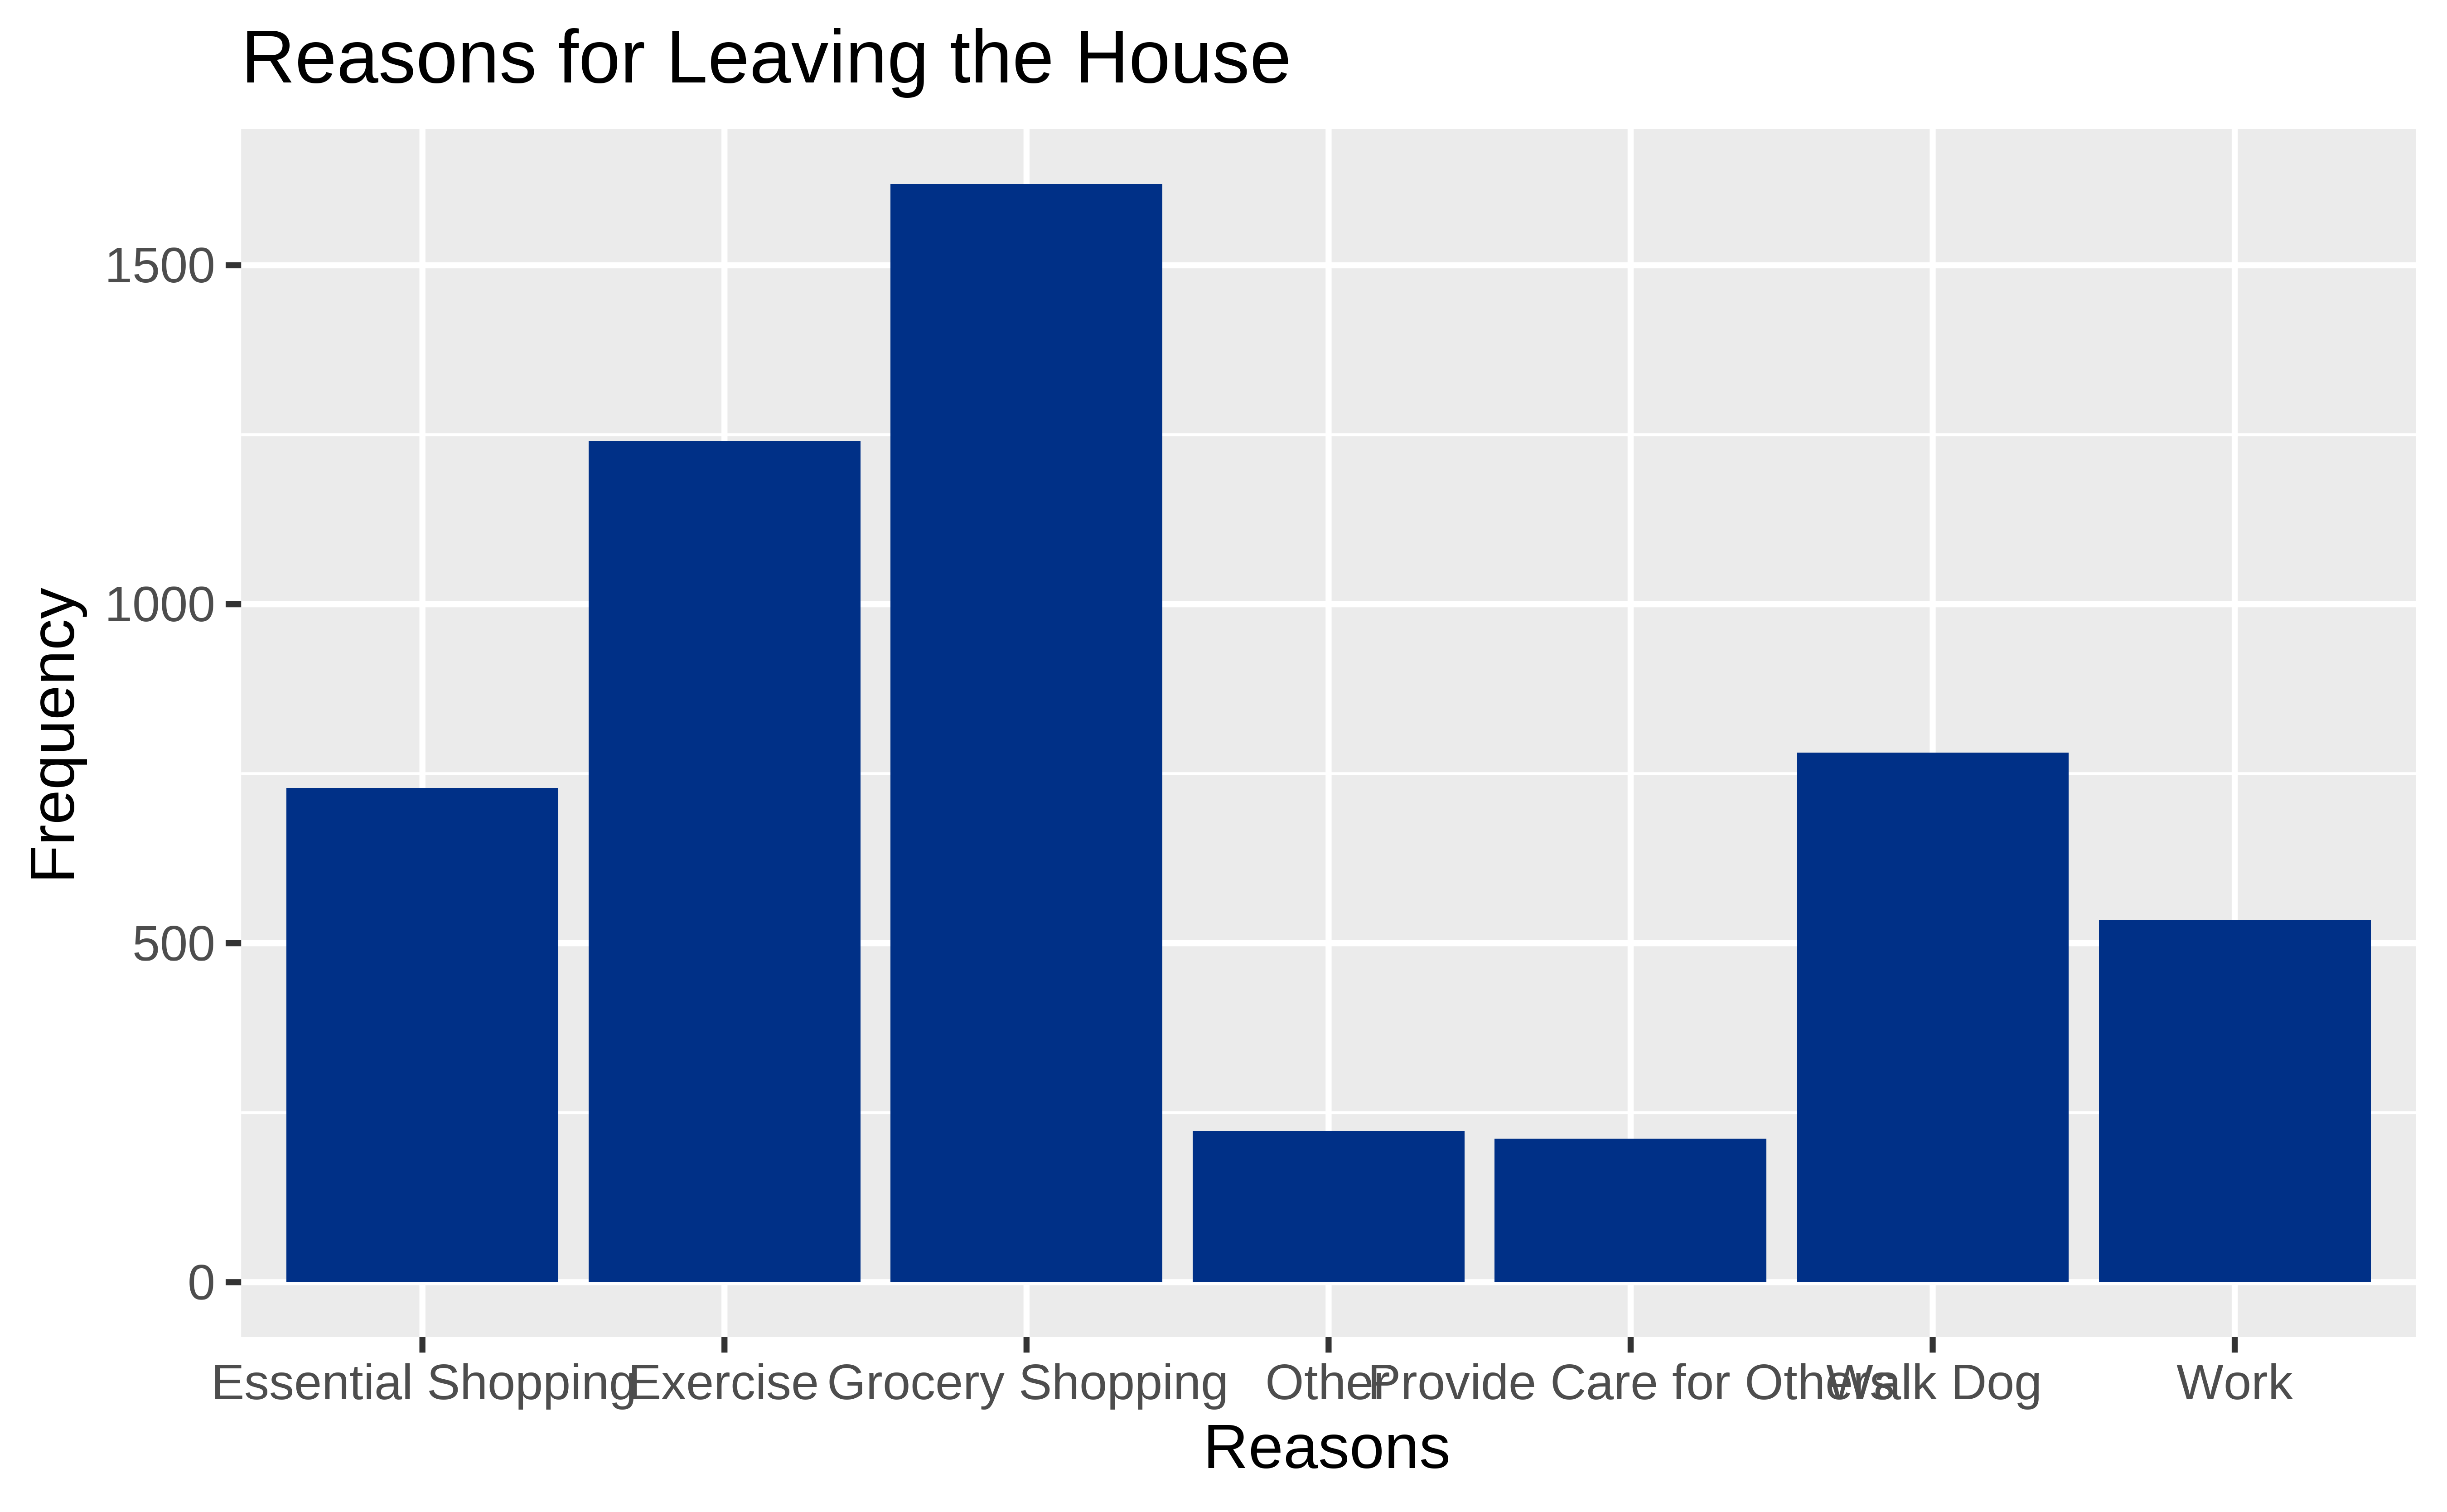 Reasons for Leaving the House
Frequency
1500
1000
500
0
Essential Shopping Exercise Grocery Shopping Other Provide Care for Others Walk Dog Work
Reasons